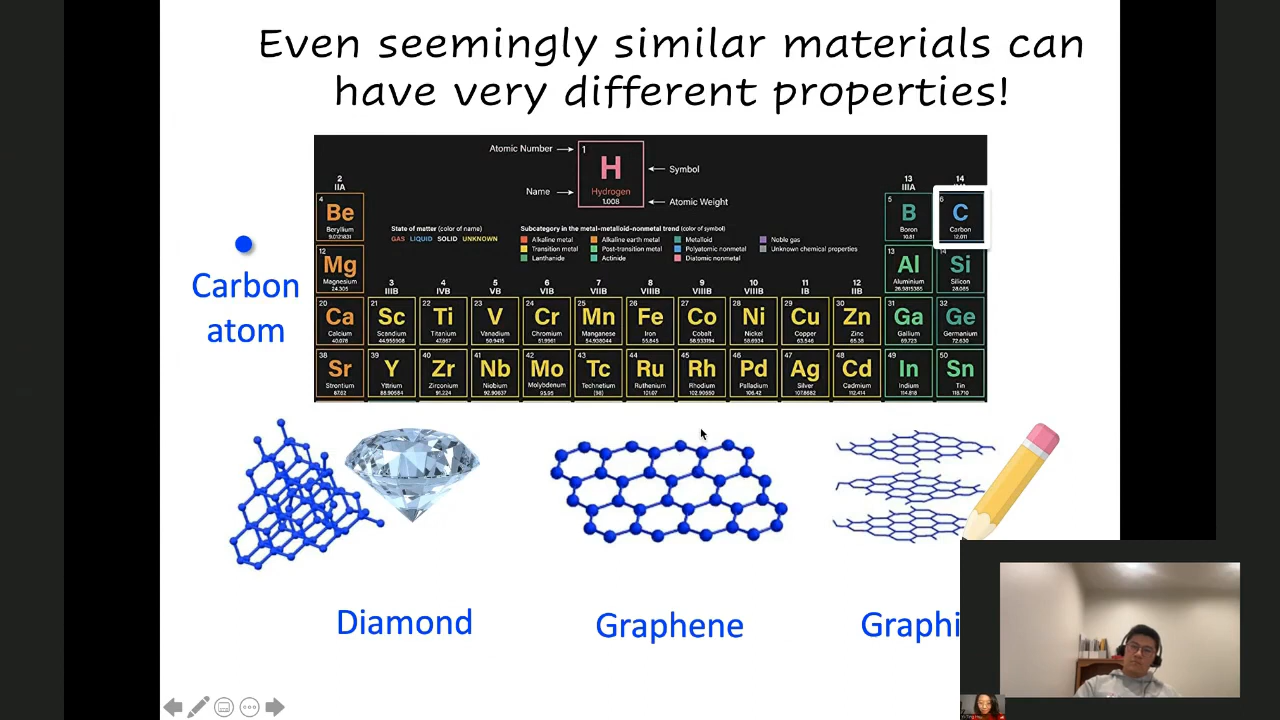 Even seemingly similar materials can
have very different properties!
Atomic Number
1
H
Hydrogen
1.008
Symbol
Name
Atomic Weight
2
IIA
13
IIIA
14
4
Be
Beryllium
9.0121831
5
B
Boron
10.81
6
C
Carbon
12.011
State of matter (color of name)
GAS LIQUID SOLID UNKNOWN
Subcategory in the metal-metalloid-nonmetal trend (color of symbol)
Alkaline metal
Alkaline earth metal
Metalloid
Noble gas
Transition metal
Post-transition metal
Polyatomic nonmetal
Unknown chemical properties
Lanthanide
Actinide
Diatomic nonmetal
12
Mg
Magnesium
24.305
13
Al
Aluminium
26.9815385
14
Si
Silicon
28.085
3
IIIB
4
IVB
5
VB
6
VIB
7
VIIB
8
VIIIB
9
VIIIB
10
VIIIB
11
IB
12
IIB
20
Ca
Calcium
40.078
21
Sc
Scandium
44.955908
22
Ti
Titanium
47.867
23
V
Vanadium
50.9415
24
Cr
Chromium
51.9961
25
Mn
Manganese
54.938044
26
Fe
Iron
55.845
27
Co
Cobalt
58.933194
28
Ni
Nickel
58.6934
29
Cu
Copper
63.546
30
Zn
Zinc
65.38
31
Ga
Gallium
69.723
32
Ge
Germanium
72.630
38
Sr
Strontium
87.62
39
Y
Yttrium
88.90584
40
Zr
Zirconium
91.224
41
Nb
Niobium
92.90637
42
Mo
Molybdenum
95.95
43
Tc
Technetium
(98)
44
Ru
Ruthenium
101.07
45
Rh
Rhodium
102.90550
46
Pd
Palladium
106.42
47
Ag
Silver
107.8682
48
Cd
Cadmium
112.414
49
In
Indium
114.818
50
Sn
Tin
118.710
Carbon
atom
Diamond
Graphene
Graphi